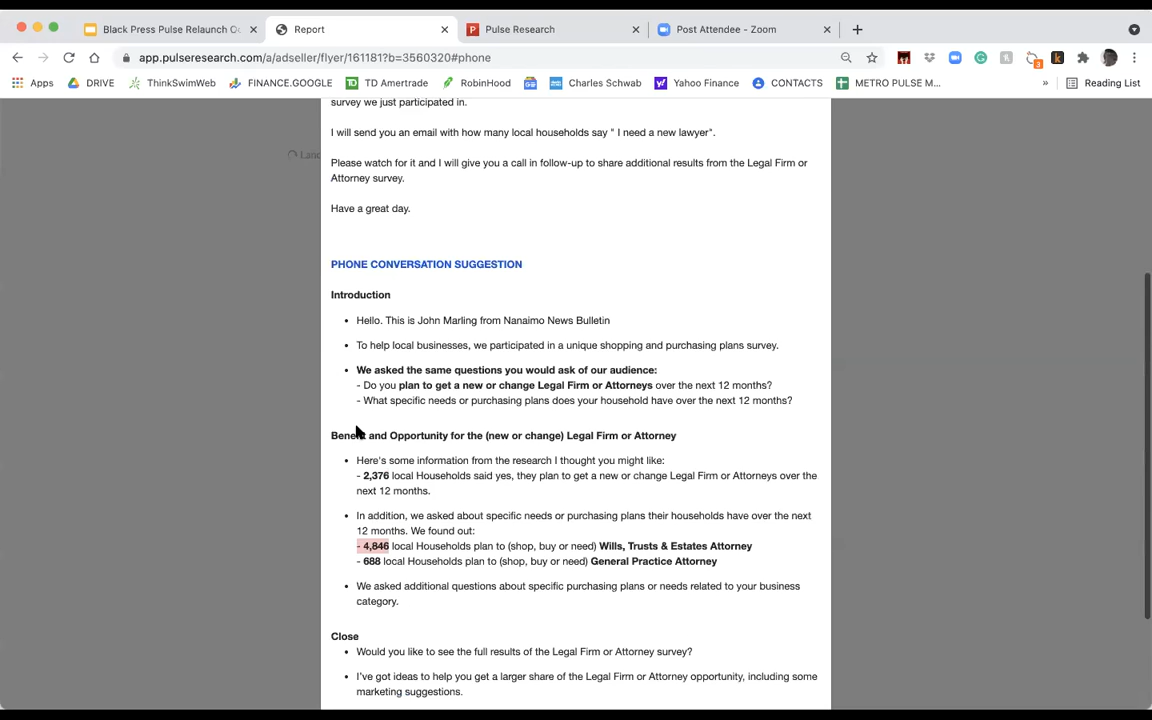 Black Press Pulse Relaunch O
Report
Pulse Research
Post Attendee - Zoom
app.pulseresearch.com/a/adseller/flyer/161181?b=3560320#phone
Apps
DRIVE
ThinkSwimWeb
FINANCE.GOOGLE
TD Amertrade
RobinHood
Charles Schwab
Yahoo Finance
CONTACTS
METRO PULSE M...
»
Reading List
survey we just participated in.
I will send you an email with how many local households say " I need a new lawyer".
Please watch for it and I will give you a call in follow-up to share additional results from the Legal Firm or
Attorney survey.
Have a great day.
PHONE CONVERSATION SUGGESTION
Introduction
• Hello. This is John Marling from Nanaimo News Bulletin
• To help local businesses, we participated in a unique shopping and purchasing plans survey.
• We asked the same questions you would ask of our audience:
- Do you plan to get a new or change Legal Firm or Attorneys over the next 12 months?
- What specific needs or purchasing plans does your household have over the next 12 months?
Benefit and Opportunity for the (new or change) Legal Firm or Attorney
• Here's some information from the research I thought you might like:
- 2,376 local Households said yes, they plan to get a new or change Legal Firm or Attorneys over the
next 12 months.
• In addition, we asked about specific needs or purchasing plans their households have over the next
12 months. We found out:
- 4,846 local Households plan to (shop, buy or need) Wills, Trusts & Estates Attorney
- 688 local Households plan to (shop, buy or need) General Practice Attorney
• We asked additional questions about specific purchasing plans or needs related to your business
category.
Close
• Would you like to see the full results of the Legal Firm or Attorney survey?
• I've got ideas to help you get a larger share of the Legal Firm or Attorney opportunity, including some
marketing suggestions.